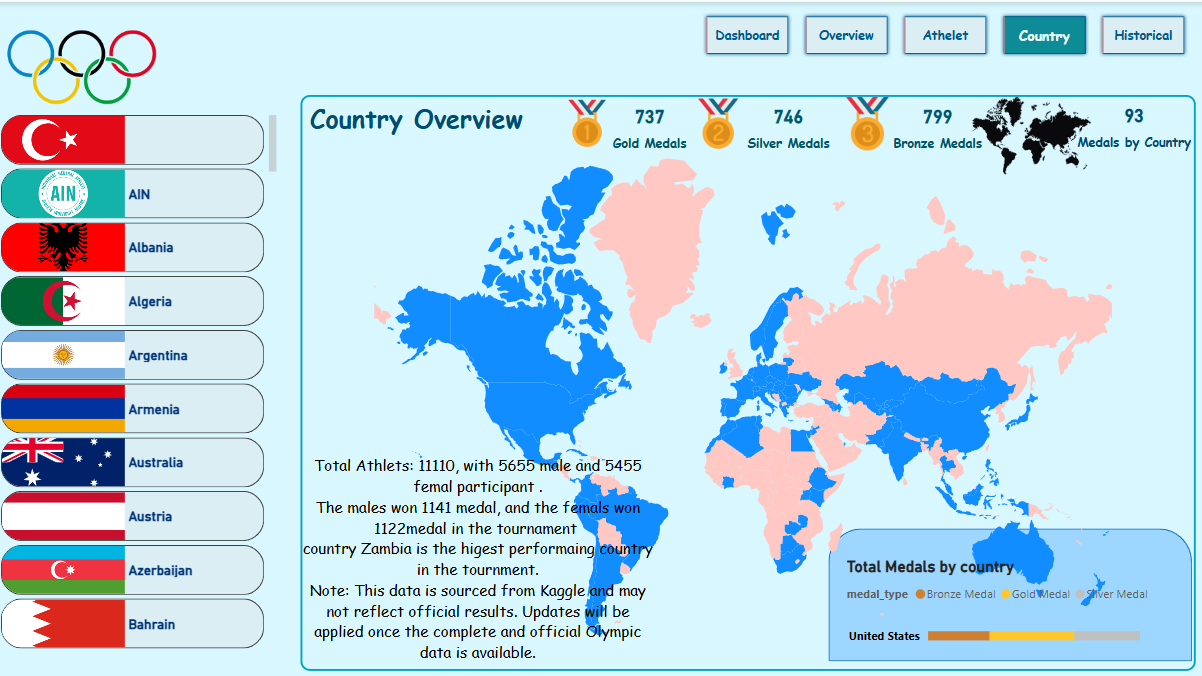 Dashboard
Overview
Athelet
Country
Historical
Country Overview
1
737
Gold Medals
2
746
Silver Medals
3
799
Bronze Medals
93
Medals by Country
AIN
AIN
Albania
Algeria
Argentina
Armenia
Australia
Austria
Azerbaijan
Bahrain
Total Athlets: 11110, with 5655 male and 5455
femal participant .
The males won 1141 medal, and the femals won
1122medal in the tournament
country Zambia is the higest performaing country
in the tournment.
Note: This data is sourced from Kaggle and may
not reflect official results. Updates will be
applied once the complete and official Olympic
data is available.
Total Medals by country
medal_type Bronze Medal Gold Medal Silver Medal
United States